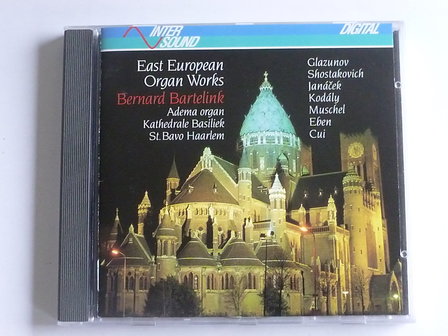 INTER
SOUND
DIGITAL
East European
Organ Works
Bernard Bartelink
Adema organ
Kathedrale Basiliek
St. Bavo Haarlem
Glazunov
Shostakovich
Janáček
Kodály
Muschel
Eben
Cui